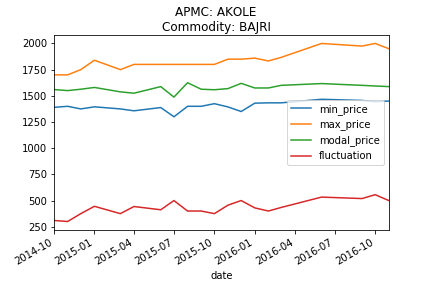 APMC: AKOLE
Commodity: BAJRI
2000
1750
1500
1250
1000
750
500
250
min_price
max_price
modal_price
fluctuation
2014-10
2015-01
2015-04
2015-07
2015-10
2016-01
2016-04
2016-07
2016-10
date